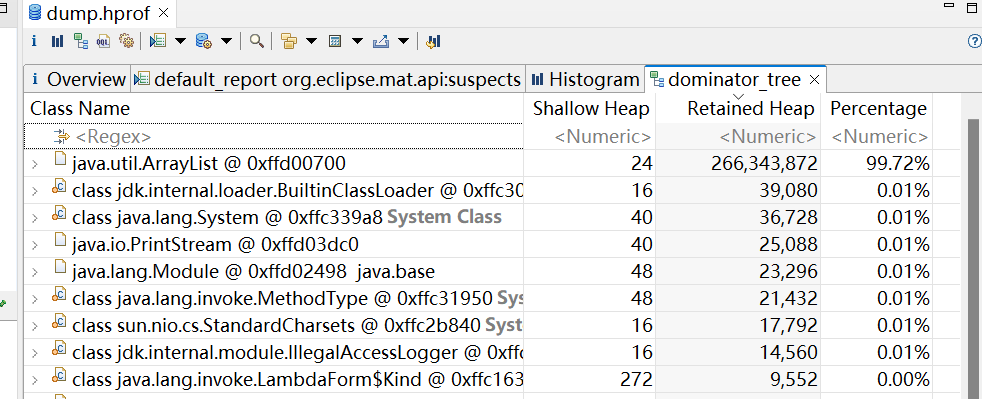 dump.hprof
i OQL
i Overview default_report org.eclipse.mat.api:suspects Histogram dominator_tree
Class Name Shallow Heap Retained Heap Percentage
<Regex> <Numeric> <Numeric> <Numeric>
java.util.ArrayList @ 0xffd00700 24 266,343,872 99.72%
class jdk.internal.loader.BuiltinClassLoader @ 0xffc30 16 39,080 0.01%
class java.lang.System @ 0xffc339a8 System Class 40 36,728 0.01%
java.io.PrintStream @ 0xffd03dc0 40 25,088 0.01%
java.lang.Module @ 0xffd02498 java.base 48 23,296 0.01%
class java.lang.invoke.MethodType @ 0xffc31950 Sys 48 21,432 0.01%
class sun.nio.cs.StandardCharsets @ 0xffc2b840 Syst 16 17,792 0.01%
class jdk.internal.module.IllegalAccessLogger @ 0xffc 16 14,560 0.01%
class java.lang.invoke.LambdaForm$Kind @ 0xffc163 272 9,552 0.00%